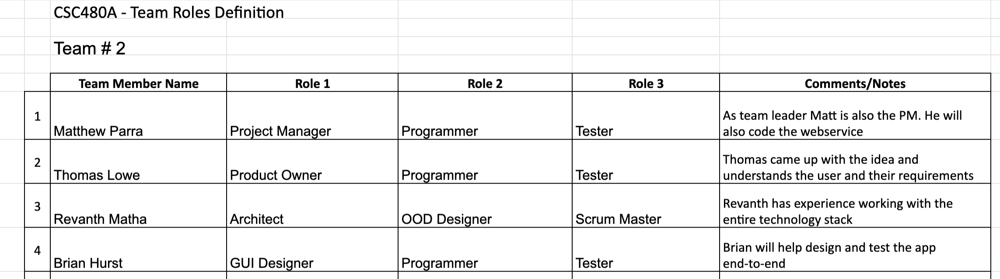 CSC480A - Team Roles Definition
Team # 2
Team Member Name Role 1 Role 2 Role 3 Comments/Notes
1 Matthew Parra Project Manager Programmer Tester As team leader Matt is also the PM. He will
also code the webservice
2 Thomas Lowe Product Owner Programmer Tester Thomas came up with the idea and
understands the user and their requirements
3 Revanth Matha Architect OOD Designer Scrum Master Revanth has experience working with the
entire technology stack
4 Brian Hurst GUI Designer Programmer Tester Brian will help design and test the app
end-to-end